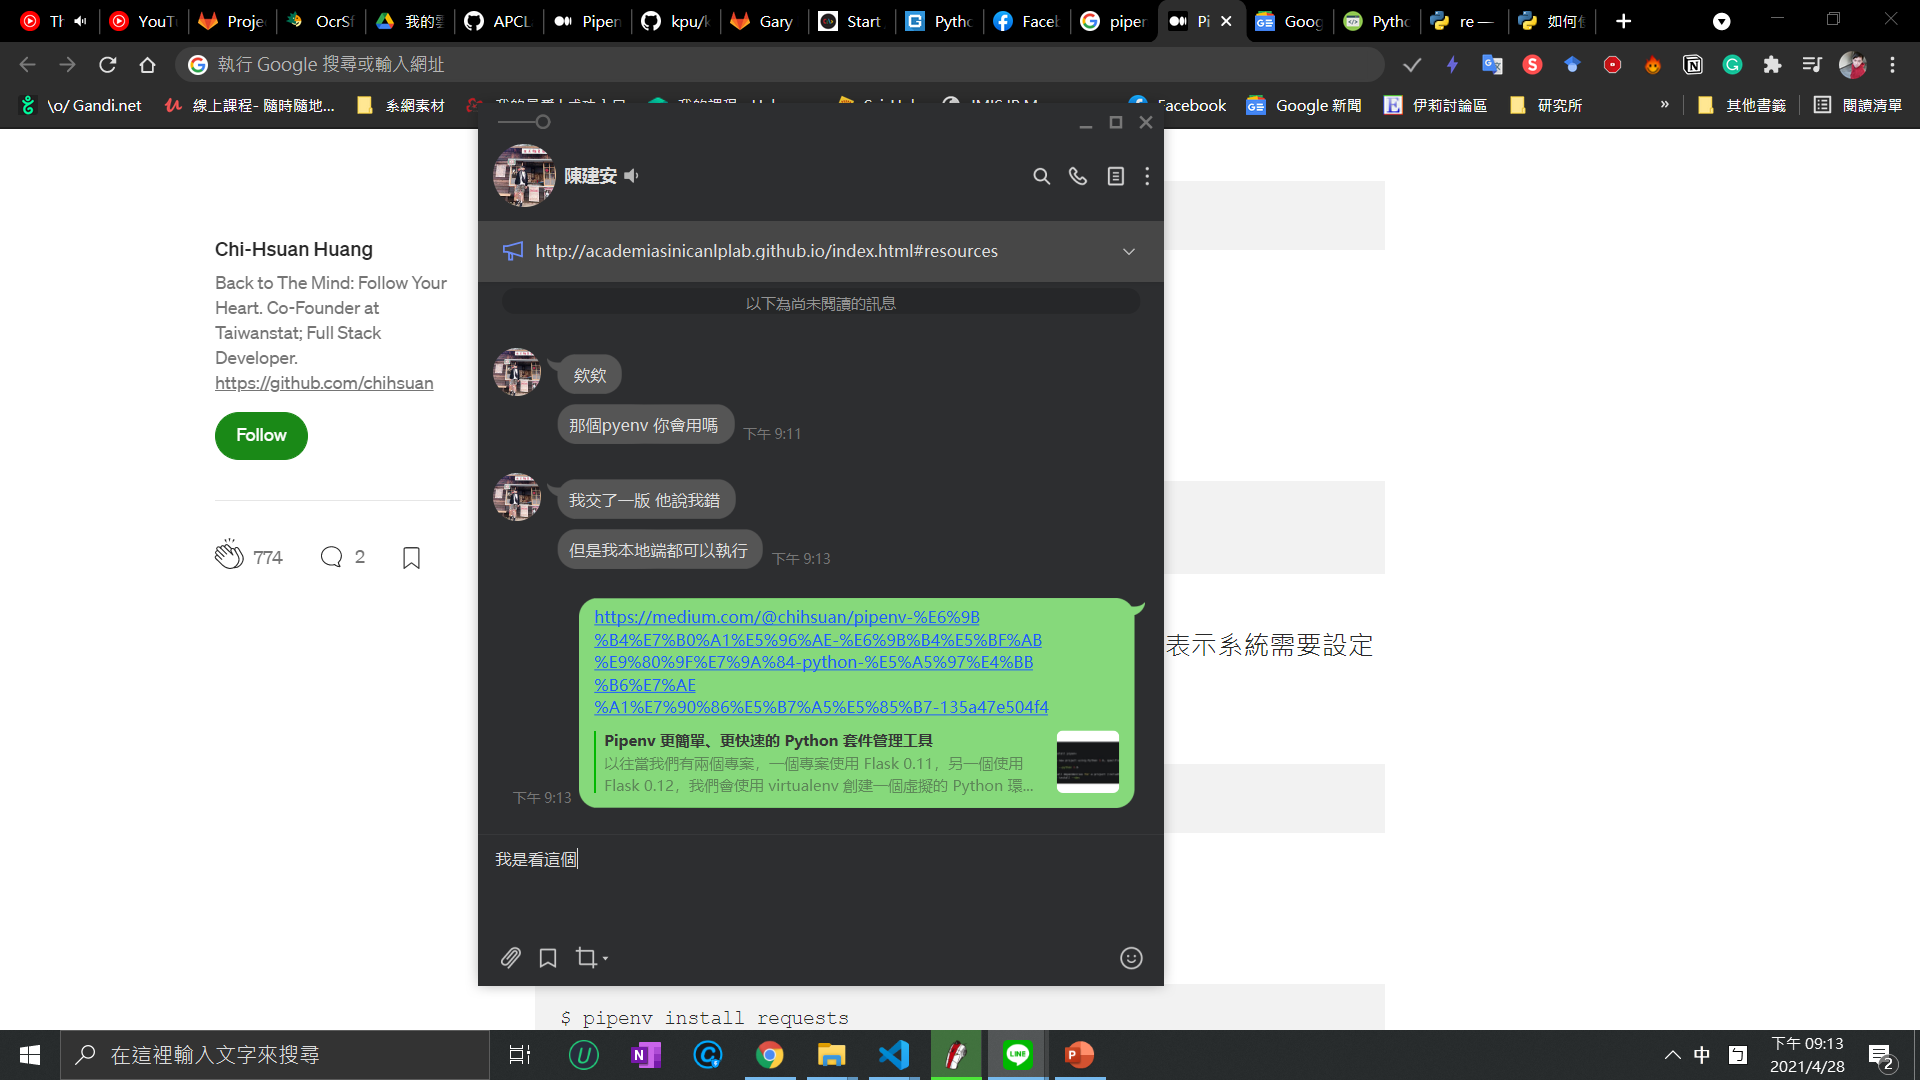 Th
YouT
Proje
OcrSf
我的雲
APCL
Pipen
kpu/k
Gary
Start
Pytho
Faceb
piper
Pi
Goog
Pytho
re —
如何使
執行 Google 搜尋或輸入網址
\o/ Gandi.net
線上課程- 隨時隨地...
系網素材
Facebook
Google 新聞
伊莉討論區
研究所
»
其他書籤
閱讀清單
Chi-Hsuan Huang
Back to The Mind: Follow Your
Heart. Co-Founder at
Taiwanstat; Full Stack
Developer.
https://github.com/chihsuan
Follow
774
2
陳建安
http://academiasinicanlplab.github.io/index.html#resources
以下為尚未閱讀的訊息
欸欸
那個pyenv 你會用嗎
下午 9:11
我交了一版 他說我錯
但是我本地端都可以執行
下午 9:13
https://medium.com/@chihsuan/pipenv-%E6%9B
%B4%E7%B0%A1%E5%96%AE-%E6%9B%B4%E5%BF%AB
%E9%80%9F%E7%9A%84-python-%E5%A5%97%E4%BB
%B6%E7%AE
%A1%E7%90%86%E5%B7%A5%E5%85%B7-135a47e504f4
Pipenv 更簡單、更快速的 Python 套件管理工具
以往當我們有兩個專案，一個專案使用 Flask 0.11，另一個使用
Flask 0.12，我們會使用 virtualenv 創建一個虛擬的 Python 環...
下午 9:13
我是看這個
表示系統需要設定
$ pipenv install requests
在這裡輸入文字來搜尋
LINE
中
下午 09:13
2021/4/28
2